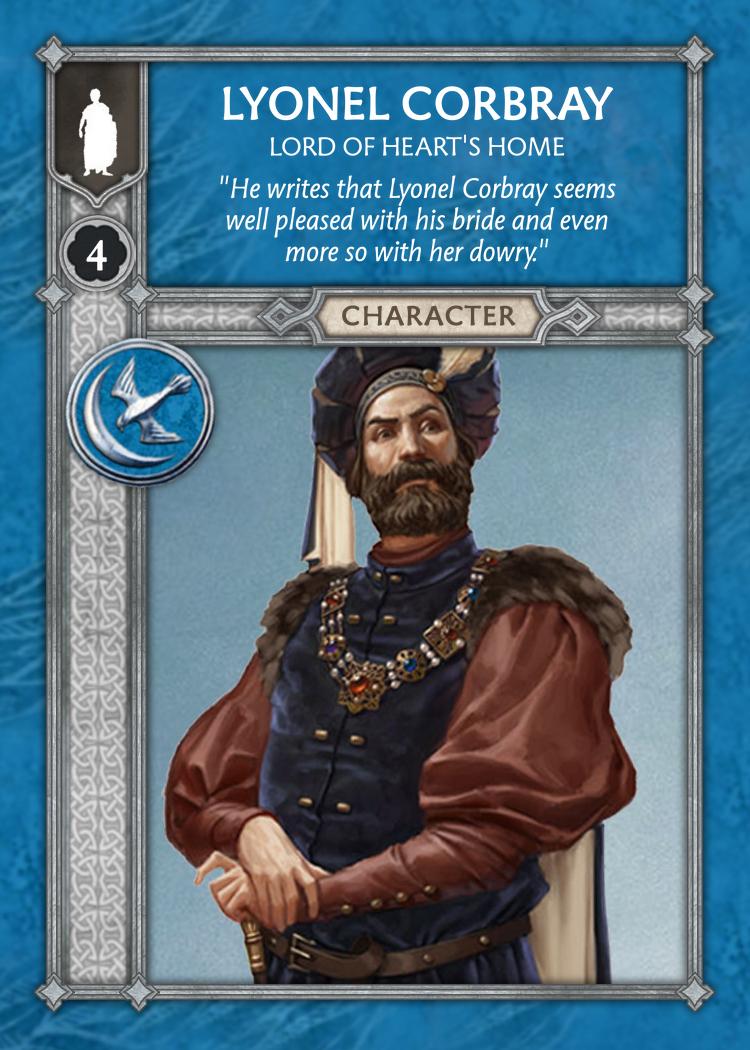 LYONEL CORBRAY
LORD OF HEART'S HOME
"He writes that Lyonel Corbray seems
well pleased with his bride and even
more so with her dowry."
4
CHARACTER